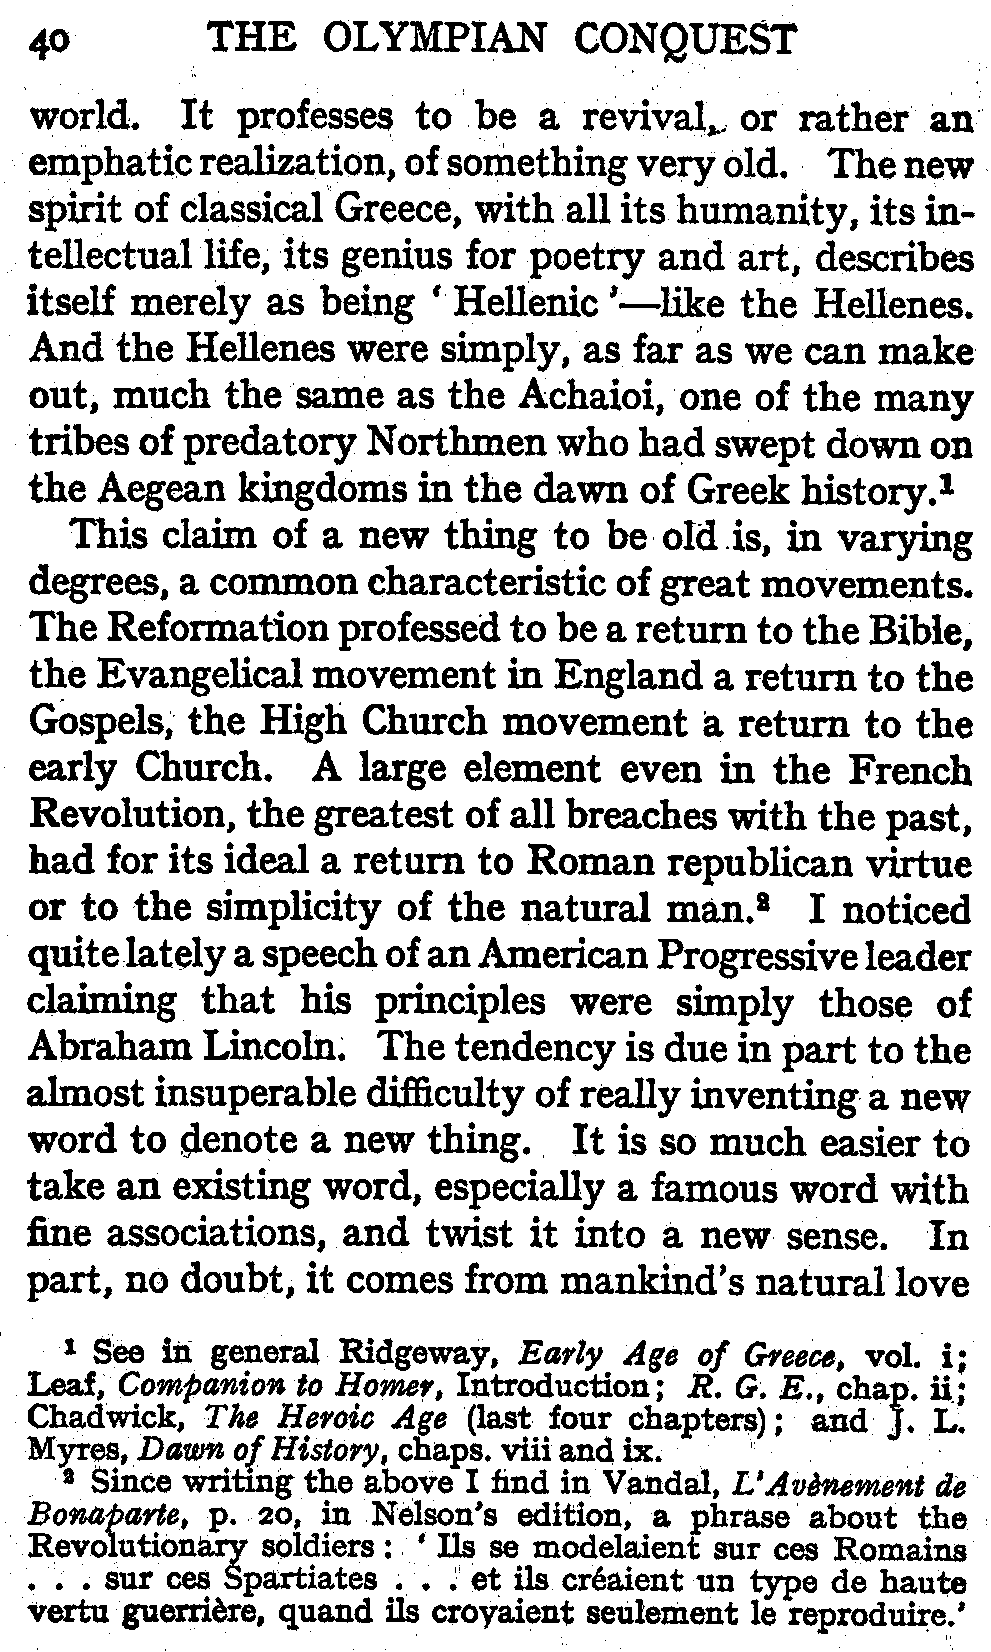 40 THE OLYMPIAN CONQUEST
world. It professes to be a revival, or rather an
emphatic realization, of something very old. The new
spirit of classical Greece, with all its humanity, its in-
tellectual life, its genius for poetry and art, describes
itself merely as being ‘ Hellenic ’—like the Hellenes.
And the Hellenes were simply, as far as we can make
out, much the same as the Achaioi, one of the many
tribes of predatory Northmen who had swept down on
the Aegean kingdoms in the dawn of Greek history.¹
This claim of a new thing to be old is, in varying
degrees, a common characteristic of great movements.
The Reformation professed to be a return to the Bible,
the Evangelical movement in England a return to the
Gospels, the High Church movement a return to the
early Church. A large element even in the French
Revolution, the greatest of all breaches with the past,
had for its ideal a return to Roman republican virtue
or to the simplicity of the natural man.² I noticed
quite lately a speech of an American Progressive leader
claiming that his principles were simply those of
Abraham Lincoln. The tendency is due in part to the
almost insuperable difficulty of really inventing a new
word to denote a new thing. It is so much easier to
take an existing word, especially a famous word with
fine associations, and twist it into a new sense. In
part, no doubt, it comes from mankind's natural love
¹ See in general Ridgeway, Early Age of Greece, vol. i;
Leaf, Companion to Homer, Introduction; R. G. E., chap. ii;
Chadwick, The Heroic Age (last four chapters); and J. L.
Myres, Dawn of History, chaps. viii and ix.
² Since writing the above I find in Vandal, L'Avènement de
Bonaparte, p. 20, in Nelson's edition, a phrase about the
Revolutionary soldiers : ‘ Ils se modelaient sur ces Romains
. . . sur ces Spartiates . . . et ils créaient un type de haute
vertu guerrière, quand ils croyaient seulement le reproduire.’